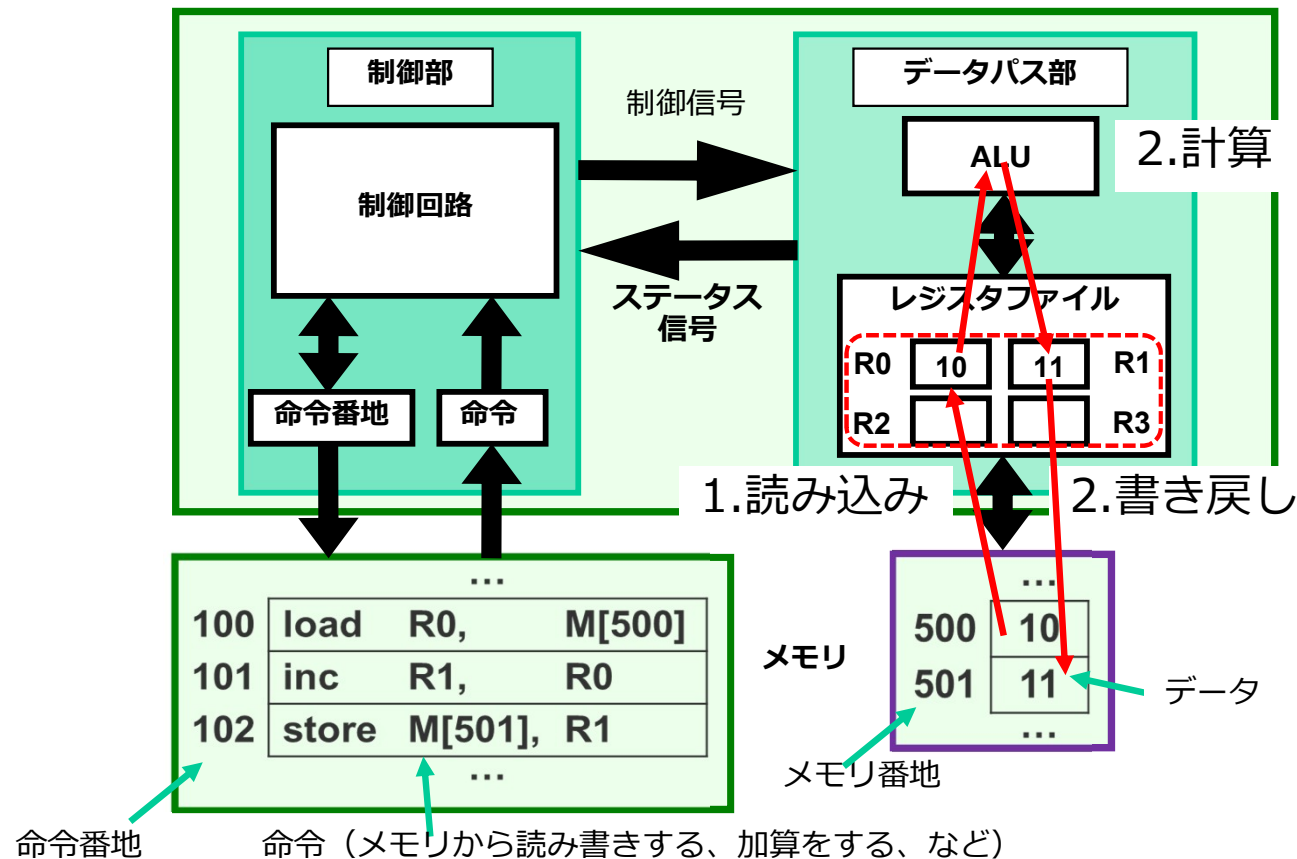 制御部
データパス部
制御信号
ALU
2.計算
制御回路
ステータス
信号
レジスタファイル
R0 10 11 R1
R2 R3
命令番地 命令
1.読み込み 2.書き戻し
…
100 load R0, M[500]
101 inc R1, R0
102 store M[501], R1
…
メモリ
…
500 10
501 11
…
データ
メモリ番地
命令番地
命令（メモリから読み書きする、加算をする、など）